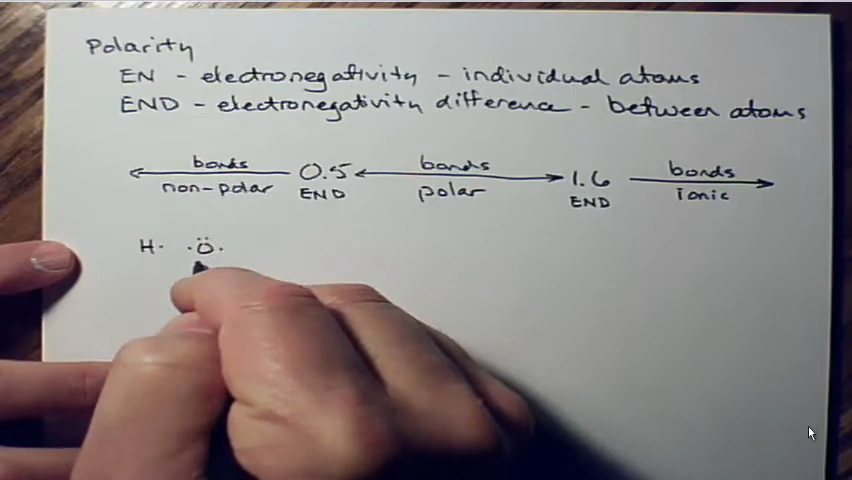 Polarity
EN - electronegativity - individual atoms
END - electronegativity difference - between atoms
bonds bonds bonds
0.5 1.6
non-polar END polar END ionic
H· ·Ö·